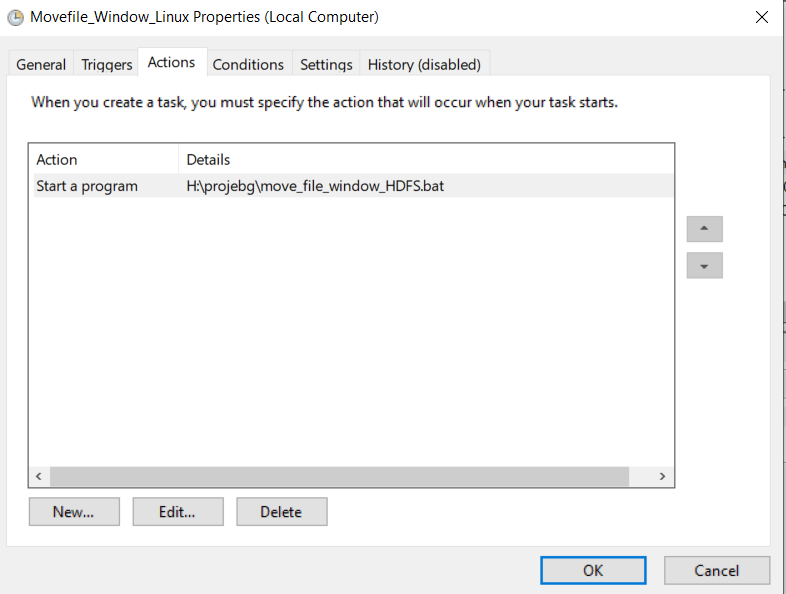 Movefile_Window_Linux Properties (Local Computer)
General Triggers Actions Conditions Settings History (disabled)
When you create a task, you must specify the action that will occur when your task starts.
Action Details
Start a program H:\projebg\move_file_window_HDFS.bat
New... Edit... Delete
OK Cancel